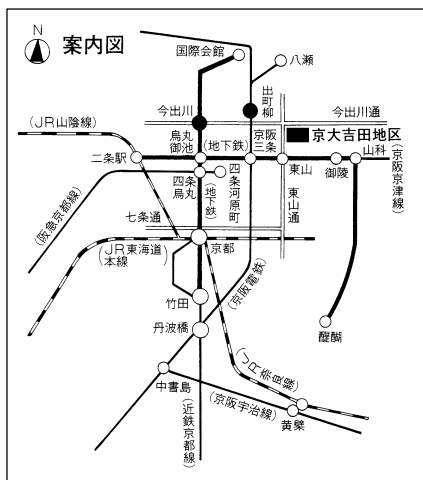 N
案内図
国際会館
八瀬
出町柳
(JR山陰線)
今出川
今出川通
烏丸御池
(地下鉄)
京阪三条
京大吉田地区
二条駅
東山
御陵
山科
(京阪京津線)
四条烏丸
(地下鉄)
四条河原町
東山通
(阪急京都線)
七条通
(JR東海道本線)
京都
(京阪電鉄)
竹田
丹波橋
醍醐
(JR奈良線)
中書島
(近鉄京都線)
(京阪宇治線)
黄檗